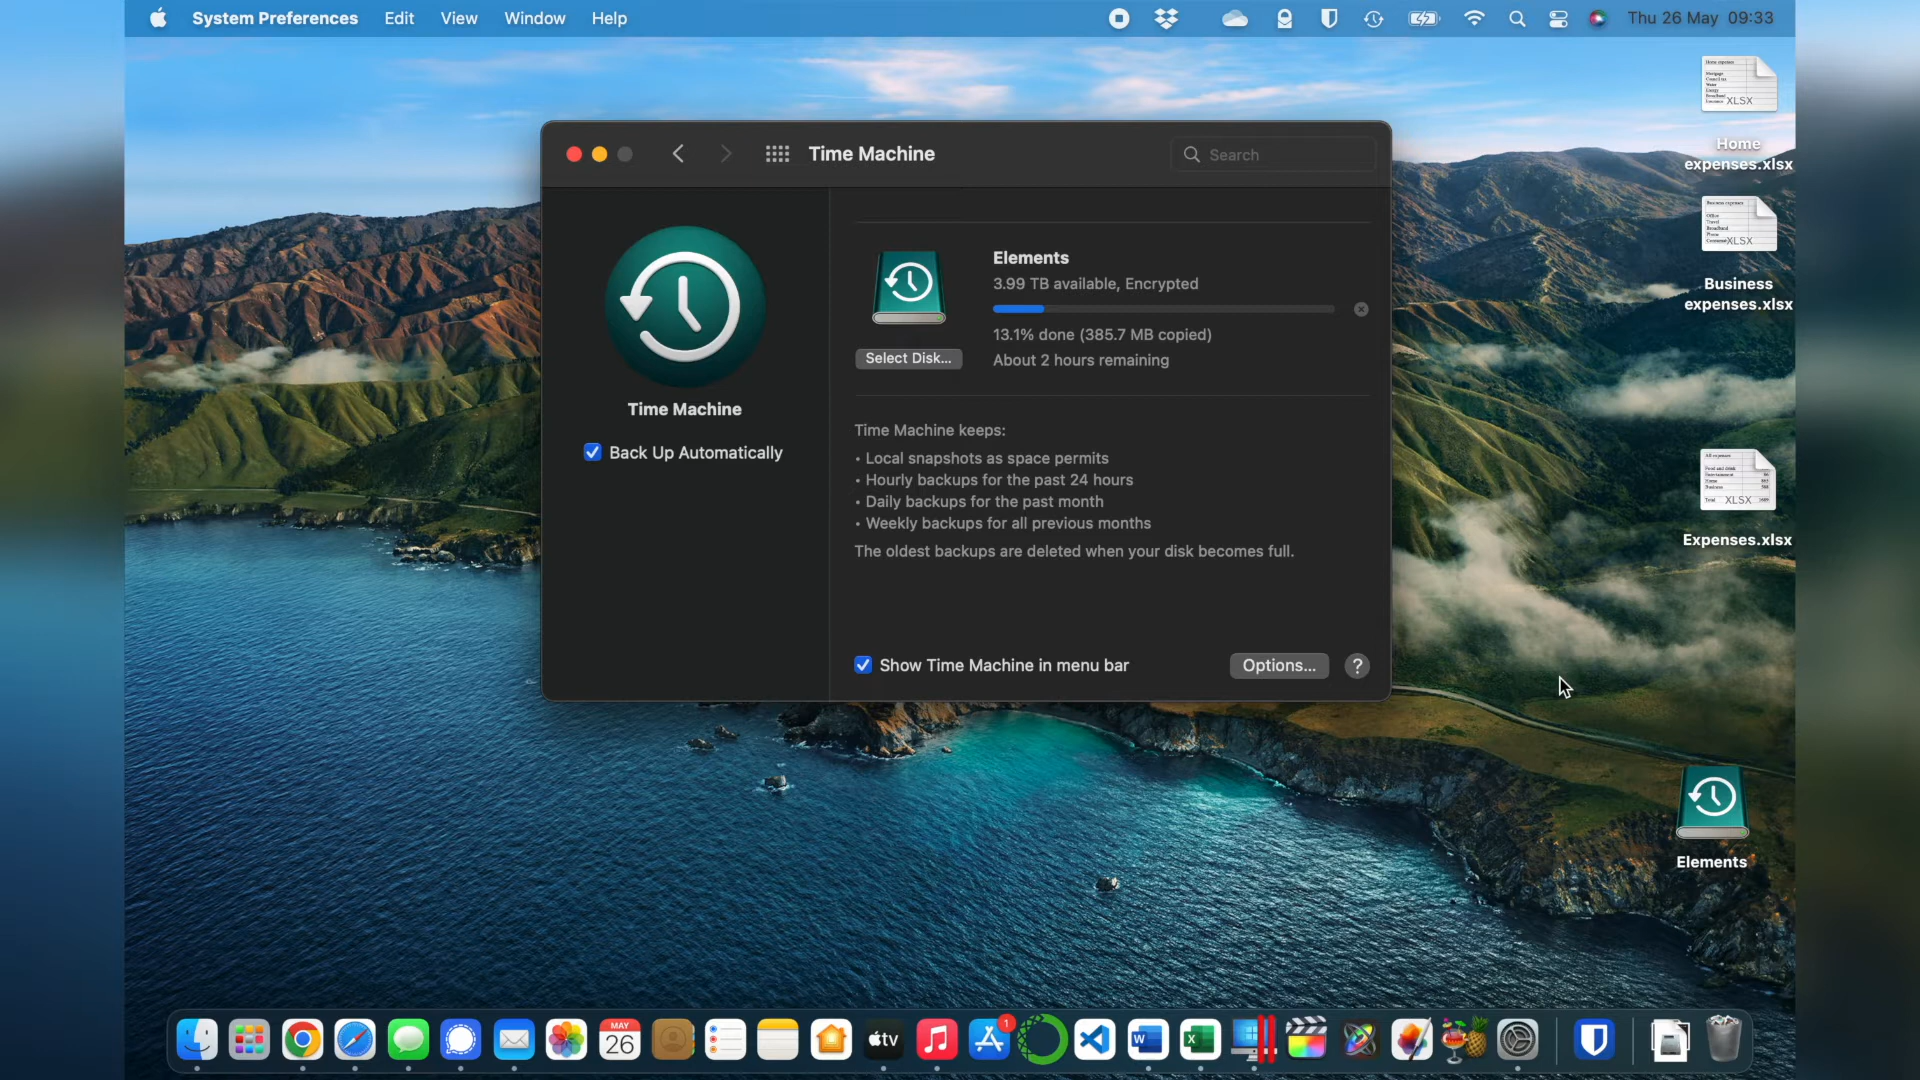 System Preferences Edit View Window Help
Thu 26 May 09:33
Time Machine
Search
Time Machine
Back Up Automatically
Elements
3.99 TB available, Encrypted
13.1% done (385.7 MB copied)
About 2 hours remaining
Select Disk...
Time Machine keeps:
• Local snapshots as space permits
• Hourly backups for the past 24 hours
• Daily backups for the past month
• Weekly backups for all previous months
The oldest backups are deleted when your disk becomes full.
Show Time Machine in menu bar
Options...
?
XLSX
Home
expenses.xlsx
XLSX
Business
expenses.xlsx
XLSX
Expenses.xlsx
Elements
MAY
26
tv
1
W
X